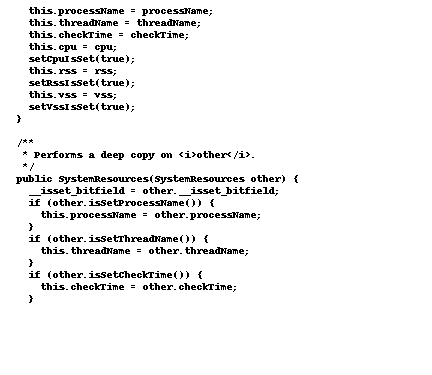 this.processName = processName;
this.threadName = threadName;
this.checkTime = checkTime;
this.cpu = cpu;
setCpuIsSet(true);
this.rss = rss;
setRssIsSet(true);
this.vss = vss;
setVssIsSet(true);
}
/**
* Performs a deep copy on <i>other</i>.
*/
public SystemResources(SystemResources other) {
__isset_bitfield = other.__isset_bitfield;
if (other.isSetProcessName()) {
this.processName = other.processName;
}
if (other.isSetThreadName()) {
this.threadName = other.threadName;
}
if (other.isSetCheckTime()) {
this.checkTime = other.checkTime;
}